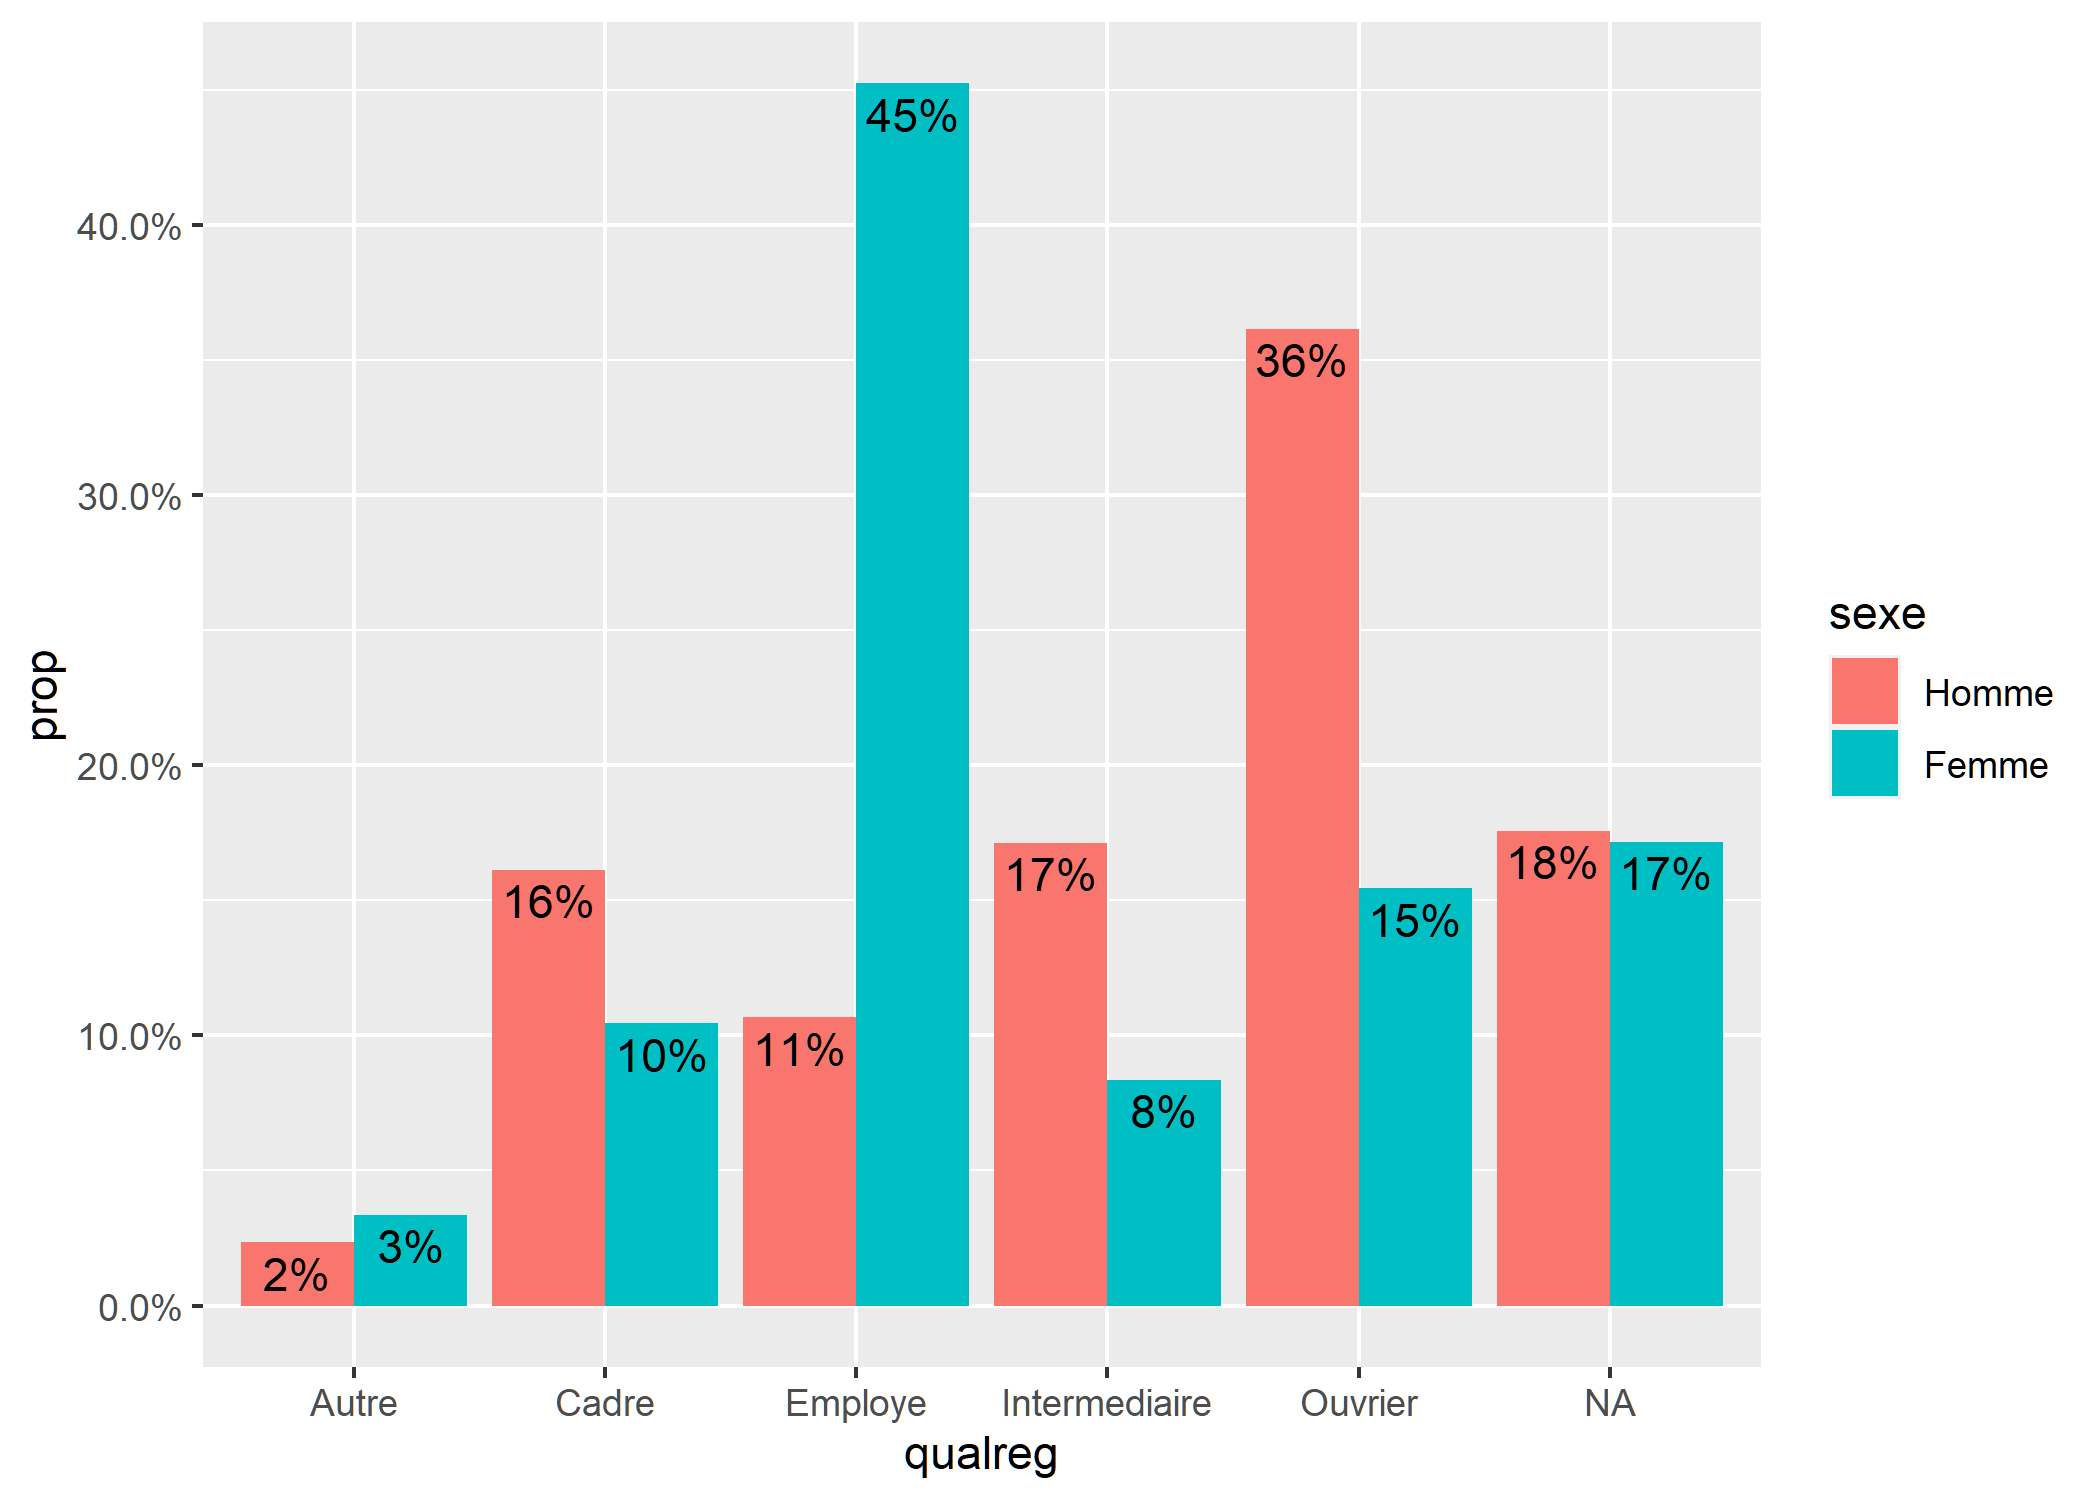 45%
40.0%
36%
30.0%
prop
20.0%
16%
10%
11%
17%
8%
15%
18%
17%
10.0%
2%
3%
0.0%
Autre
Cadre
Employe
Intermediaire
Ouvrier
NA
qualreg
sexe
Homme
Femme